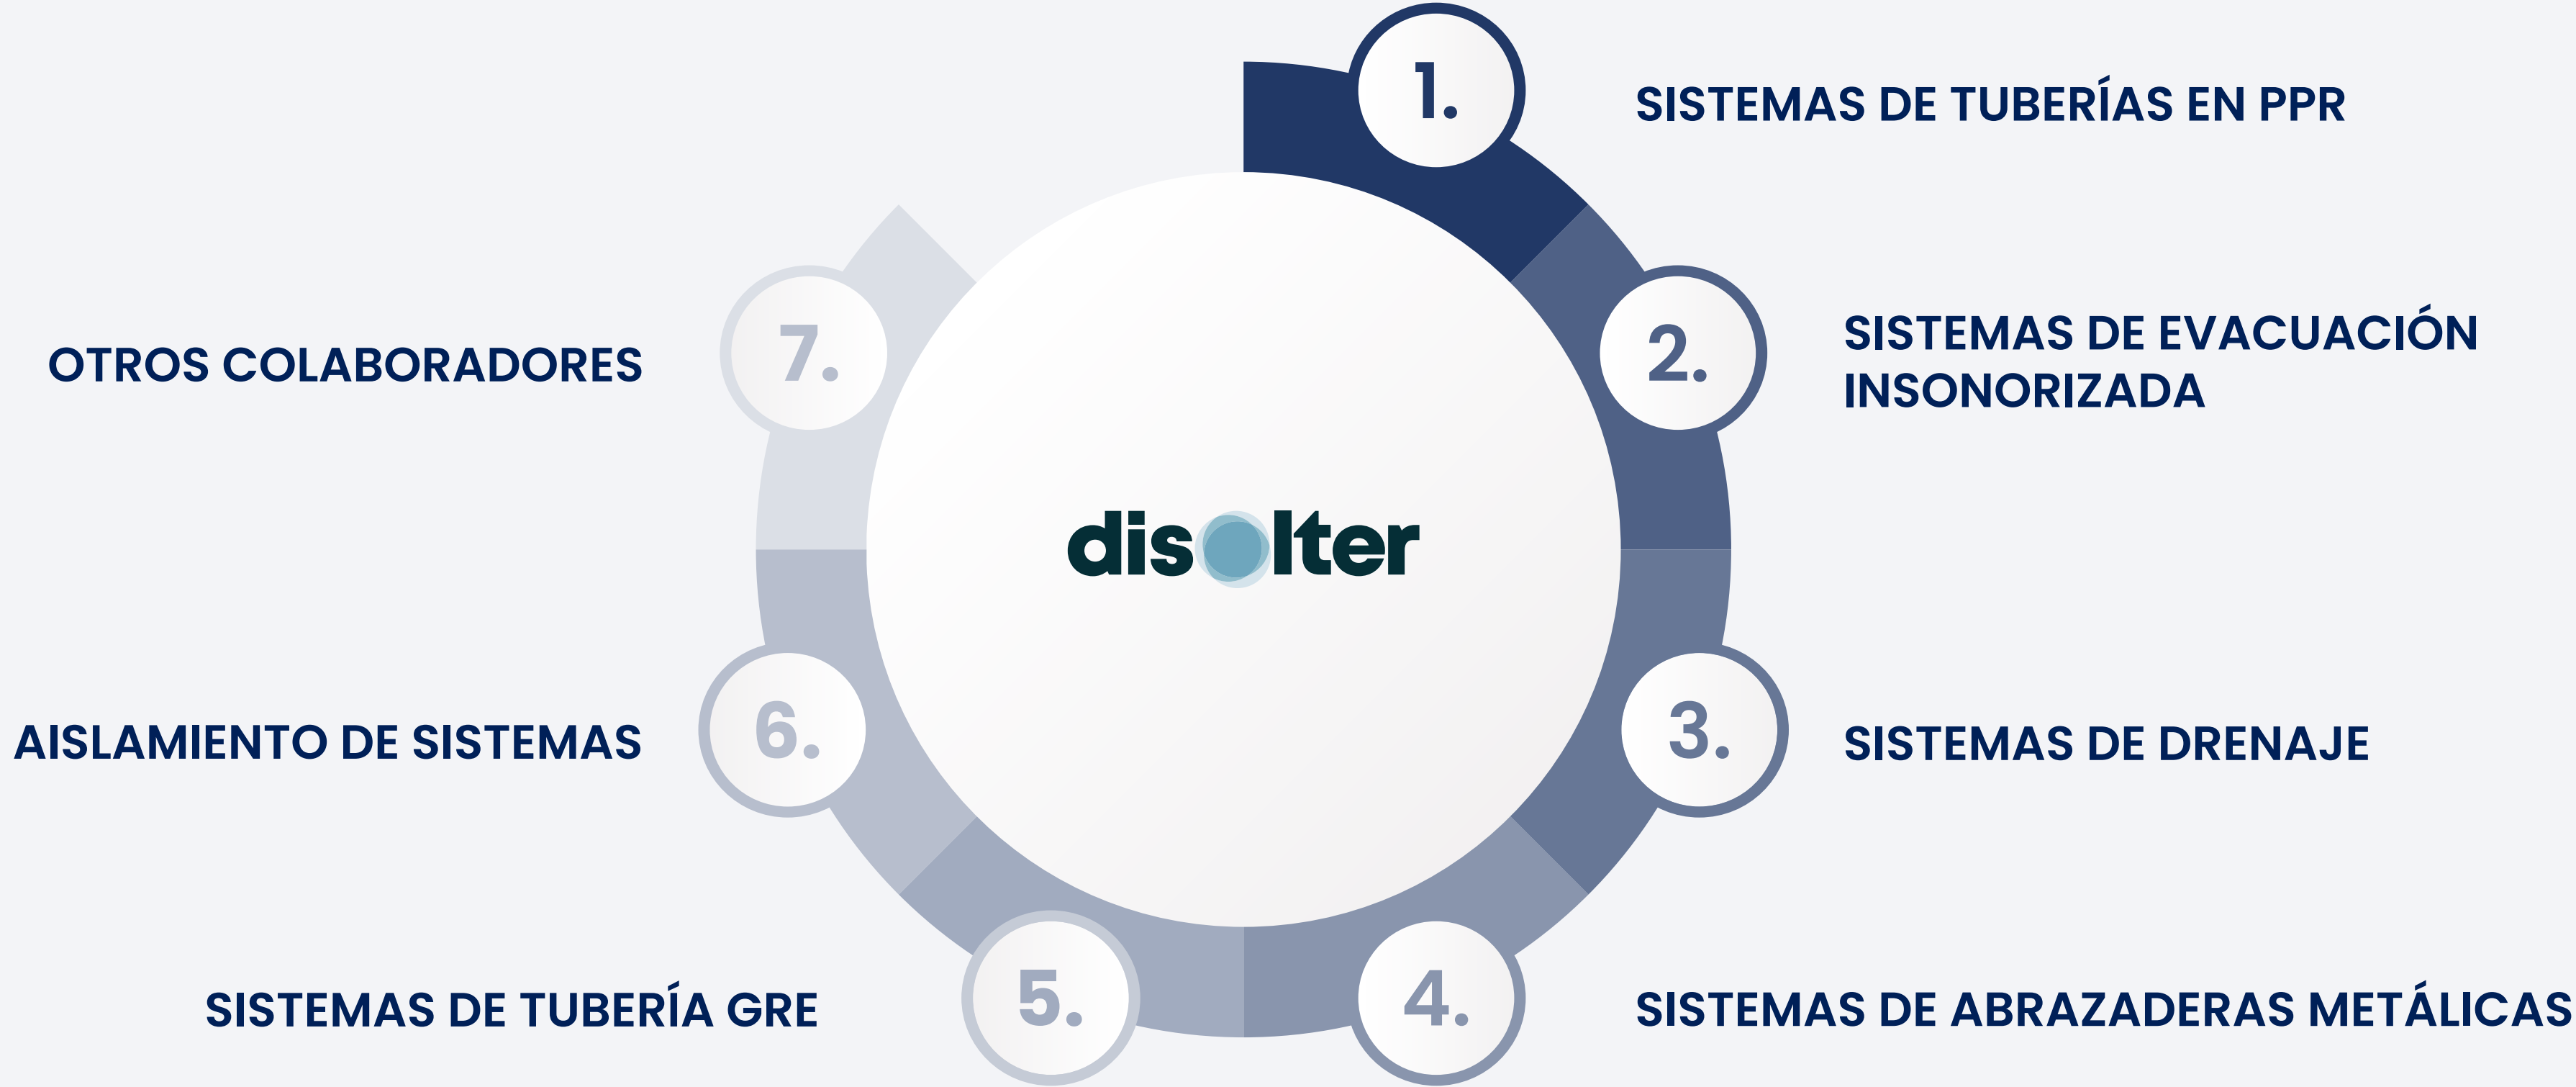 1.
SISTEMAS DE TUBERÍAS EN PPR
2.
SISTEMAS DE EVACUACIÓN
INSONORIZADA
3.
SISTEMAS DE DRENAJE
4.
SISTEMAS DE ABRAZADERAS METÁLICAS
5.
SISTEMAS DE TUBERÍA GRE
6.
AISLAMIENTO DE SISTEMAS
7.
OTROS COLABORADORES
disolter